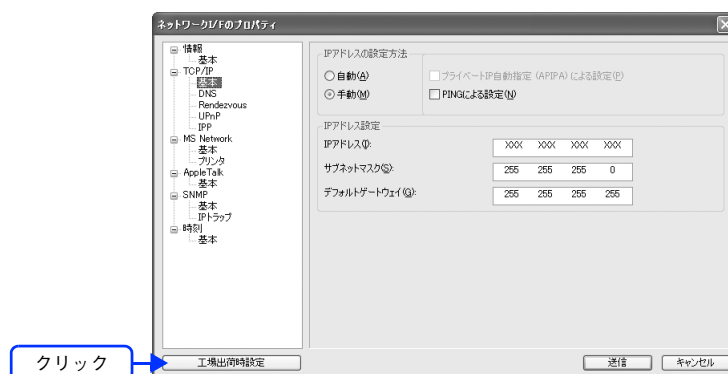 ネットワークI/Fのプロパティ
情報
基本
TCP/IP
基本
DNS
Rendezvous
UPnP
IPP
MS Network
基本
プリンタ
AppleTalk
基本
SNMP
基本
IPトラップ
時刻
基本
IPアドレスの設定方法
自動(A)
プライベートIP自動指定 (APIPA) による設定(P)
手動(M)
PINGによる設定(N)
IPアドレス設定
IPアドレス(I): XXX XXX XXX XXX
サブネットマスク(S): 255 255 255 0
デフォルトゲートウェイ(G): 255 255 255 255
クリック
工場出荷時設定
送信
キャンセル